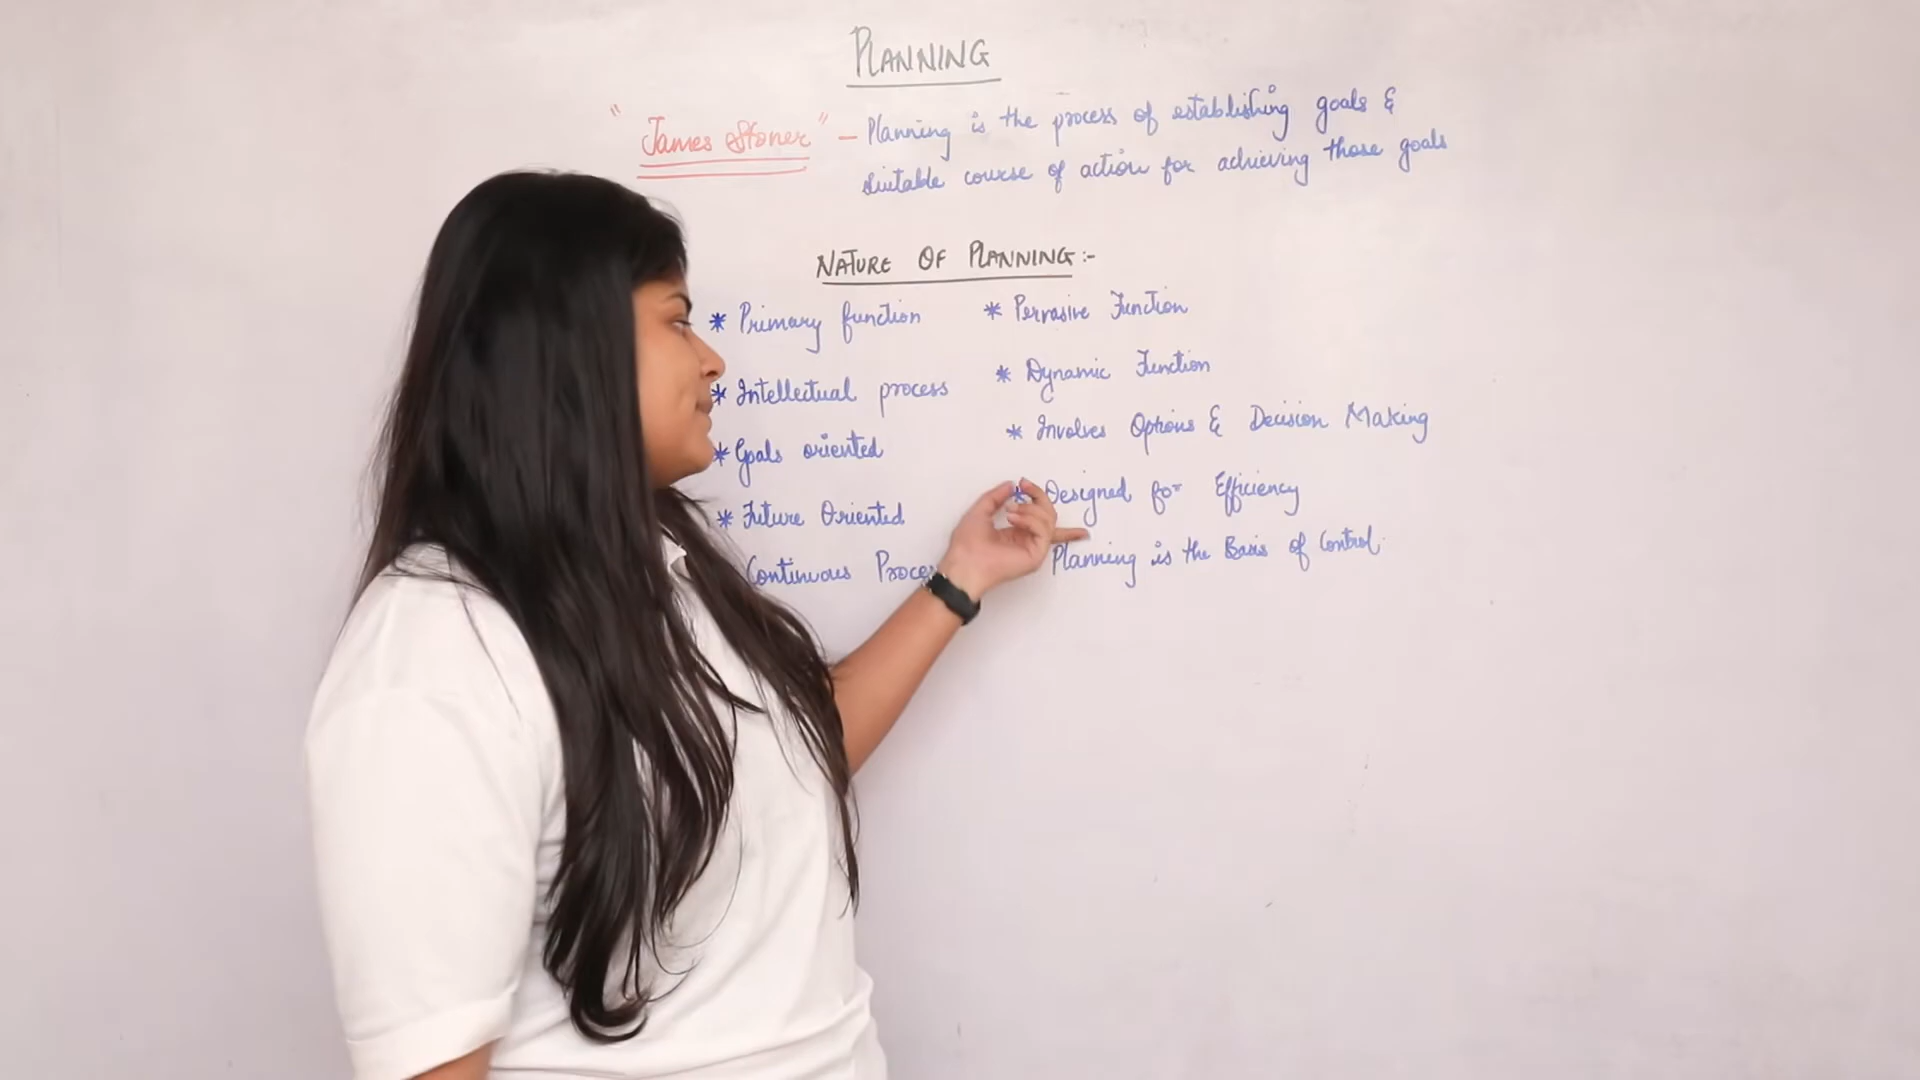 PLANNING
"James Stoner" - Planning is the process of establishing goals &
suitable course of action for achieving those goals
NATURE OF PLANNING:-
* Primary function
* Intellectual process
* Goals oriented
* Future Oriented
Continuous Process
* Pervasive Function
* Dynamic Function
* Involves Options & Decision Making
* Designed for Efficiency
Planning is the Basis of Control.